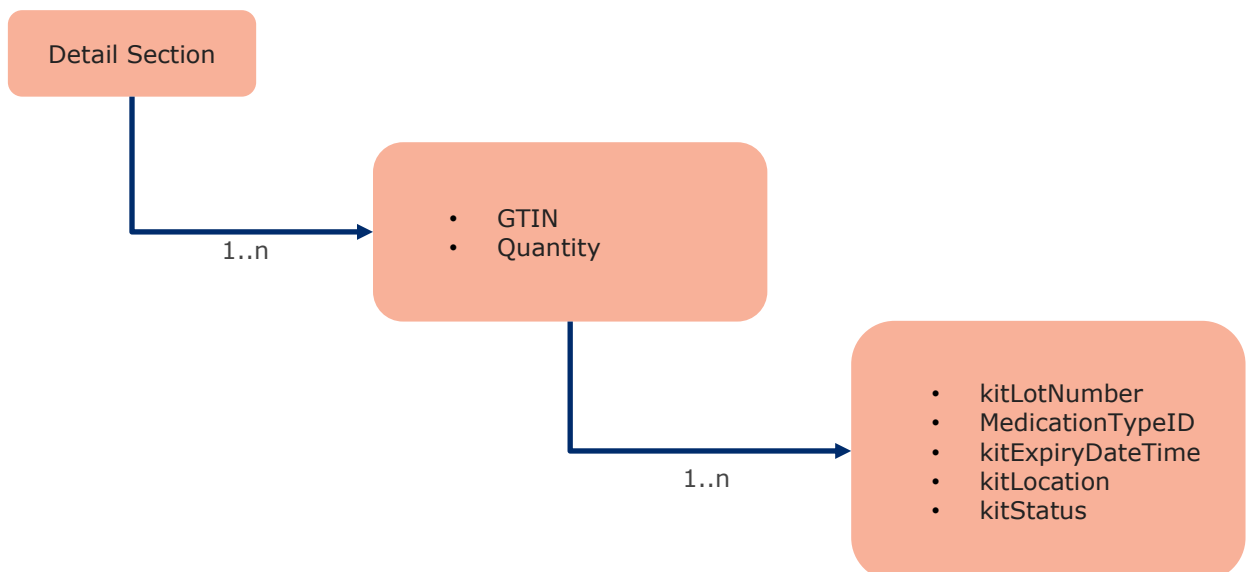 Detail Section
• GTIN
• Quantity
1..n
• kitLotNumber
• MedicationTypeID
• kitExpiryDateTime
• kitLocation
• kitStatus
1..n